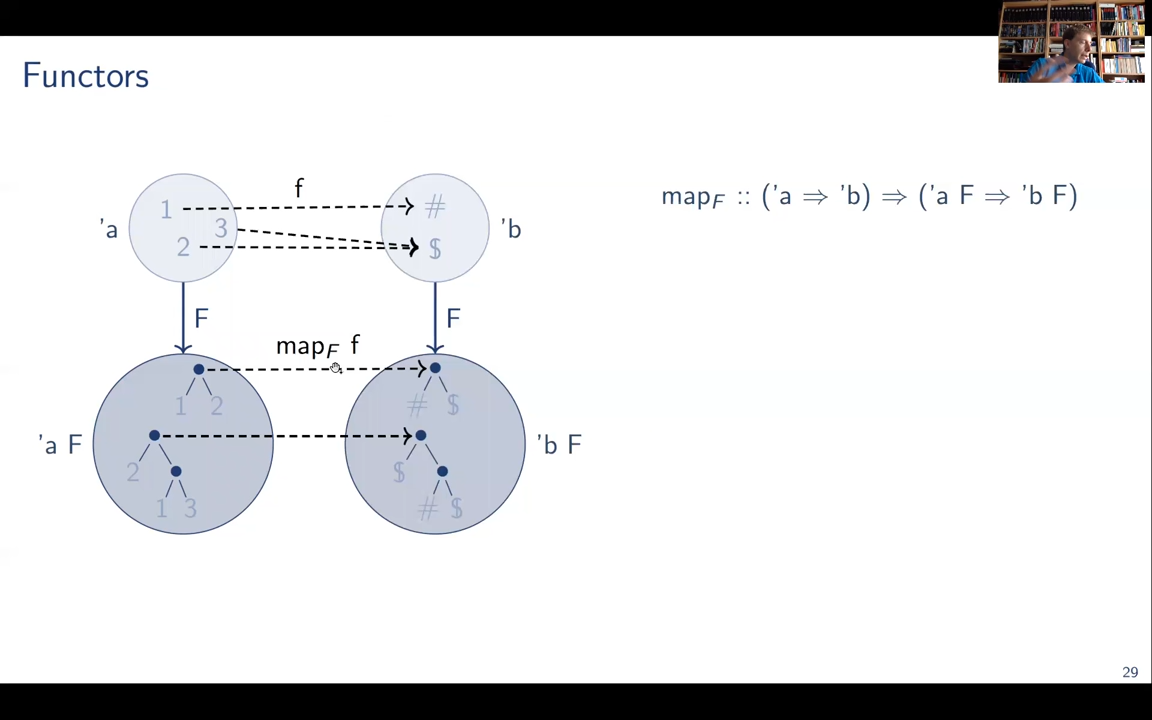 Functors
f
map_F :: ('a ⇒ 'b) ⇒ ('a F ⇒ 'b F)
1 #
'a 3 'b
2 $
F F
map_F f
1 2 # $
'a F 'b F
2 $
1 3 # $
29